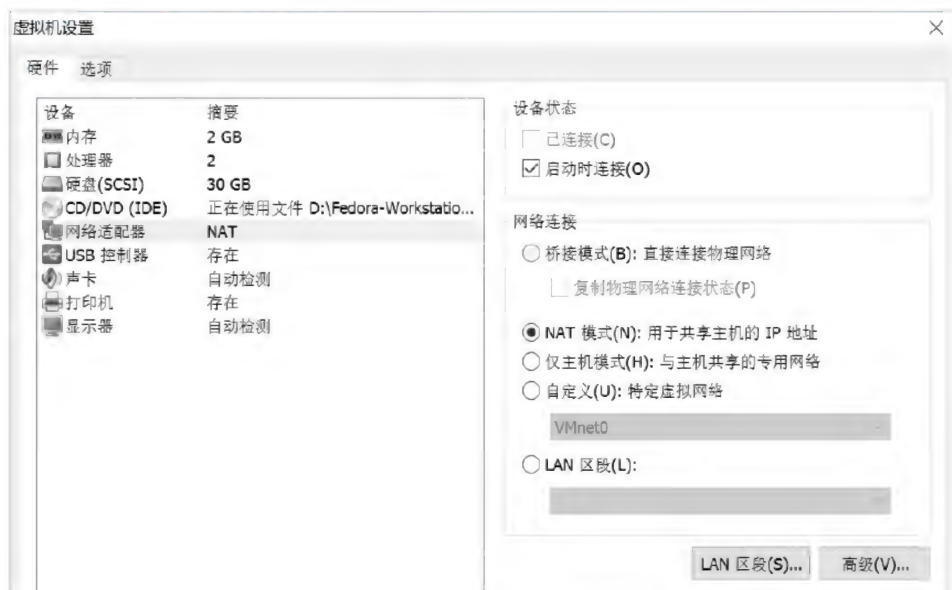 虚拟机设置
硬件 选项
设备 摘要
内存 2 GB
处理器 2
硬盘(SCSI) 30 GB
CD/DVD (IDE) 正在使用文件 D:\Fedora-Workstatio...
网络适配器 NAT
USB 控制器 存在
声卡 自动检测
打印机 存在
显示器 自动检测
设备状态
已连接(C)
启动时连接(O)
网络连接
桥接模式(B): 直接连接物理网络
复制物理网络连接状态(P)
NAT 模式(N): 用于共享主机的 IP 地址
仅主机模式(H): 与主机共享的专用网络
自定义(U): 特定虚拟网络
VMnet0
LAN 区段(L):
LAN 区段(S)... 高级(V)...